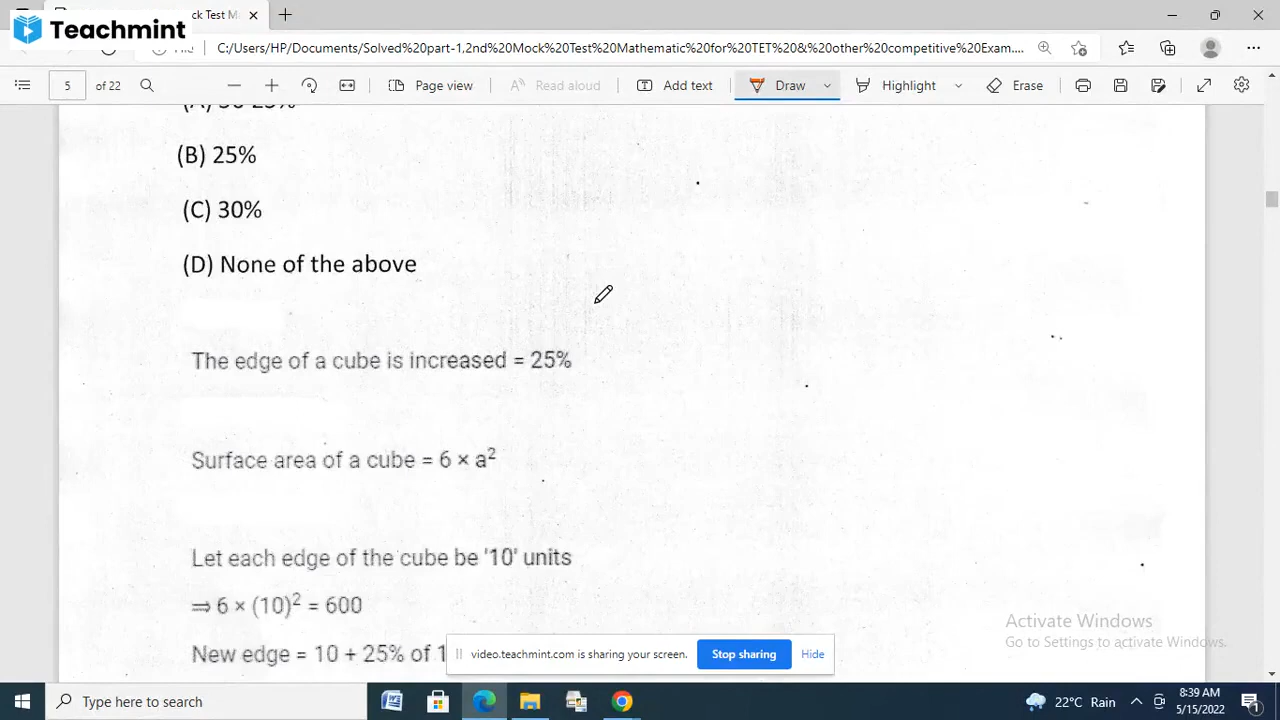 Teachmint
ck Test M
C:/Users/HP/Documents/Solved%20part-1,2nd%20Mock%20Test%20Mathematic%20for%20TET%20&%20other%20competitive%20Exam....
5 of 22
Page view
Read aloud
Add text
Draw
Highlight
Erase
(B) 25%
(C) 30%
(D) None of the above
The edge of a cube is increased = 25%
Surface area of a cube = 6 × a²
Let each edge of the cube be '10' units
⇒ 6 × (10)² = 600
New edge = 10 + 25% of 1
video.teachmint.com is sharing your screen.
Stop sharing
Hide
Activate Windows
Go to Settings to activate Windows.
Type here to search
22°C Rain
8:39 AM
5/15/2022
1